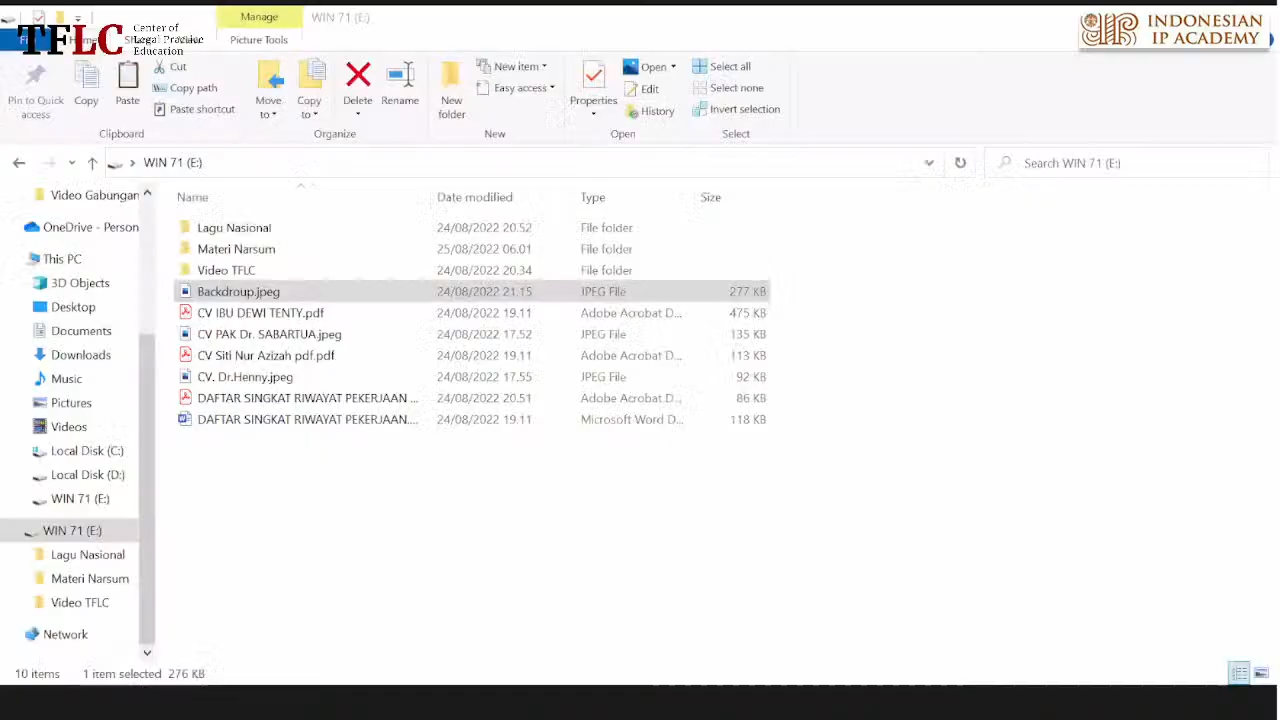 Manage
WIN 71 (E:)
TFLC
Center of
Legal Practice
Education
Home
Picture Tools
INDONESIAN
IP ACADEMY
Pin to Quick
access
Copy
Paste
Cut
Copy path
Paste shortcut
Move
to
Copy
to
Delete
Rename
New
folder
New item
Easy access
Properties
Open
Edit
History
Select all
Select none
Invert selection
Clipboard
Organize
New
Open
Select
WIN 71 (E:)
Search WIN 71 (E:)
Video Gabungan
OneDrive - Person
This PC
3D Objects
Desktop
Documents
Downloads
Music
Pictures
Videos
Local Disk (C:)
Local Disk (D:)
WIN 71 (E:)
WIN 71 (E:)
Lagu Nasional
Materi Narsum
Video TFLC
Network
Name Date modified Type Size
Lagu Nasional 24/08/2022 20.52 File folder
Materi Narsum 25/08/2022 06.01 File folder
Video TFLC 24/08/2022 20.34 File folder
Backdroup.jpeg 24/08/2022 21.15 JPEG File 277 KB
CV IBU DEWI TENTY.pdf 24/08/2022 19.11 Adobe Acrobat D... 475 KB
CV PAK Dr. SABARTUA.jpeg 24/08/2022 17.52 JPEG File 135 KB
CV Siti Nur Azizah pdf.pdf 24/08/2022 19.11 Adobe Acrobat D... 113 KB
CV. Dr.Henny.jpeg 24/08/2022 17.55 JPEG File 92 KB
DAFTAR SINGKAT RIWAYAT PEKERJAAN ... 24/08/2022 20.51 Adobe Acrobat D... 86 KB
DAFTAR SINGKAT RIWAYAT PEKERJAAN.... 24/08/2022 19.11 Microsoft Word D... 118 KB
10 items 1 item selected 276 KB